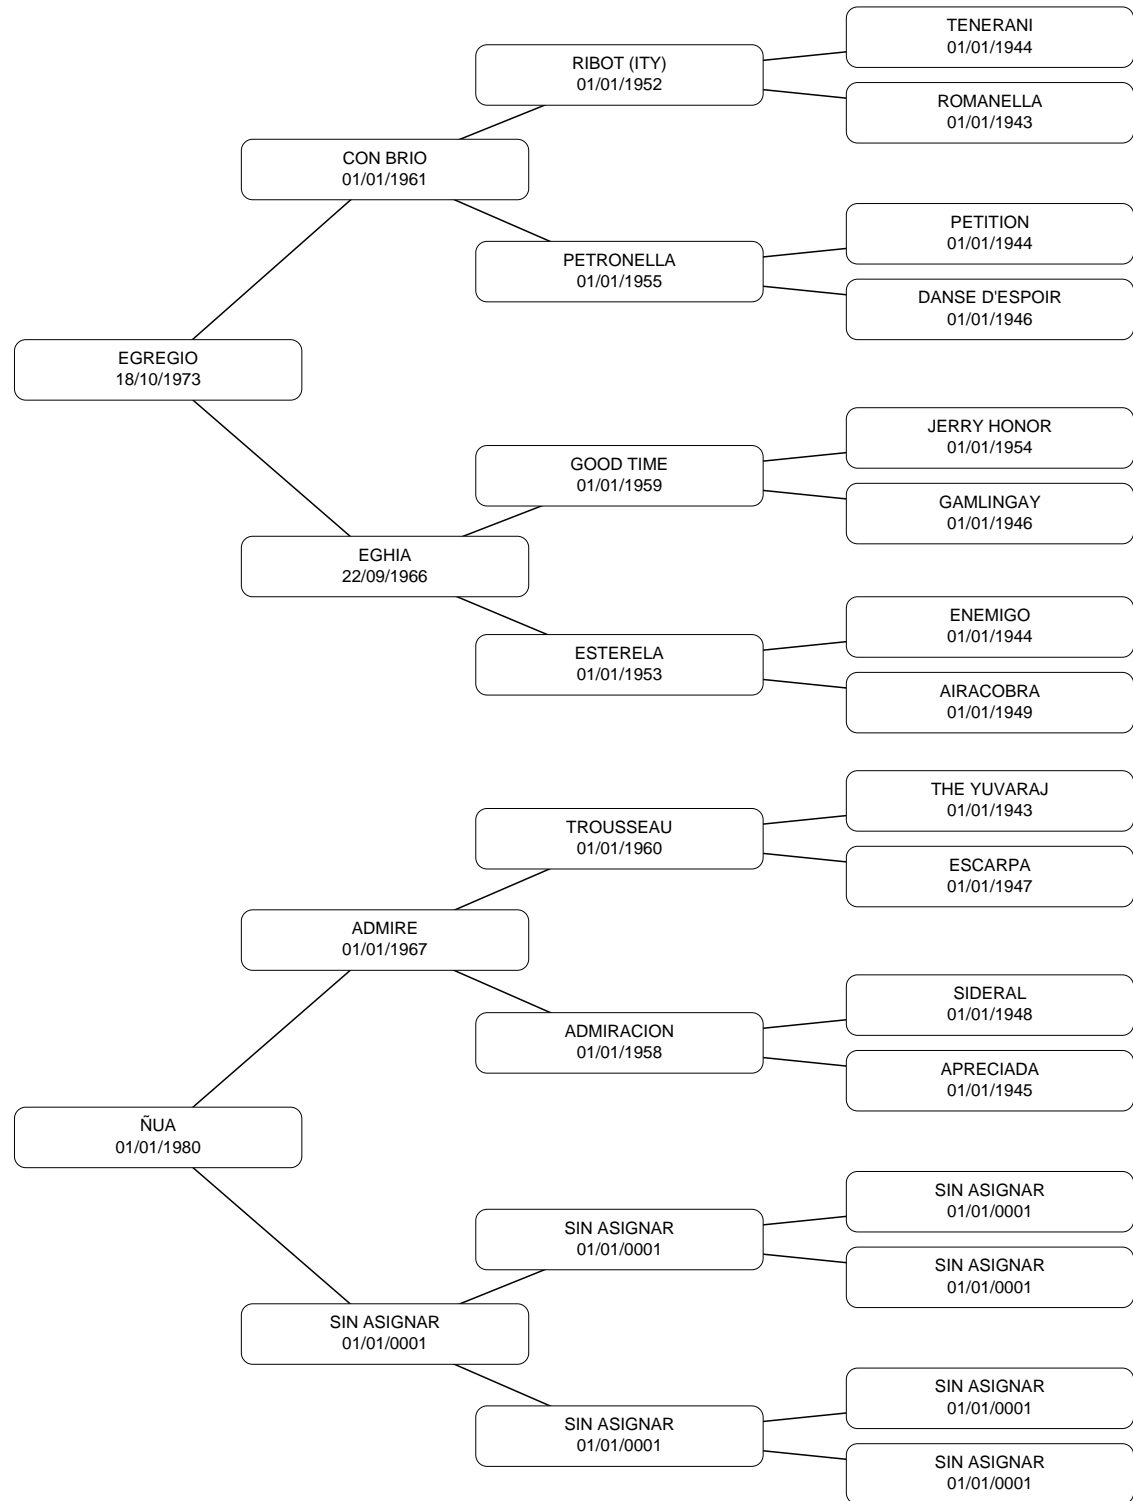 TENERANI
01/01/1944
RIBOT (ITY)
01/01/1952
ROMANELLA
01/01/1943
CON BRIO
01/01/1961
PETITION
01/01/1944
PETRONELLA
01/01/1955
DANSE D'ESPOIR
01/01/1946
EGREGIO
18/10/1973
JERRY HONOR
01/01/1954
GOOD TIME
01/01/1959
GAMLINGAY
01/01/1946
EGHIA
22/09/1966
ENEMIGO
01/01/1944
ESTERELA
01/01/1953
AIRACOBRA
01/01/1949
THE YUVARAJ
01/01/1943
TROUSSEAU
01/01/1960
ESCARPA
01/01/1947
ADMIRE
01/01/1967
SIDERAL
01/01/1948
ADMIRACION
01/01/1958
APRECIADA
01/01/1945
ÑUA
01/01/1980
SIN ASIGNAR
01/01/0001
SIN ASIGNAR
01/01/0001
SIN ASIGNAR
01/01/0001
SIN ASIGNAR
01/01/0001
SIN ASIGNAR
01/01/0001
SIN ASIGNAR
01/01/0001
SIN ASIGNAR
01/01/0001